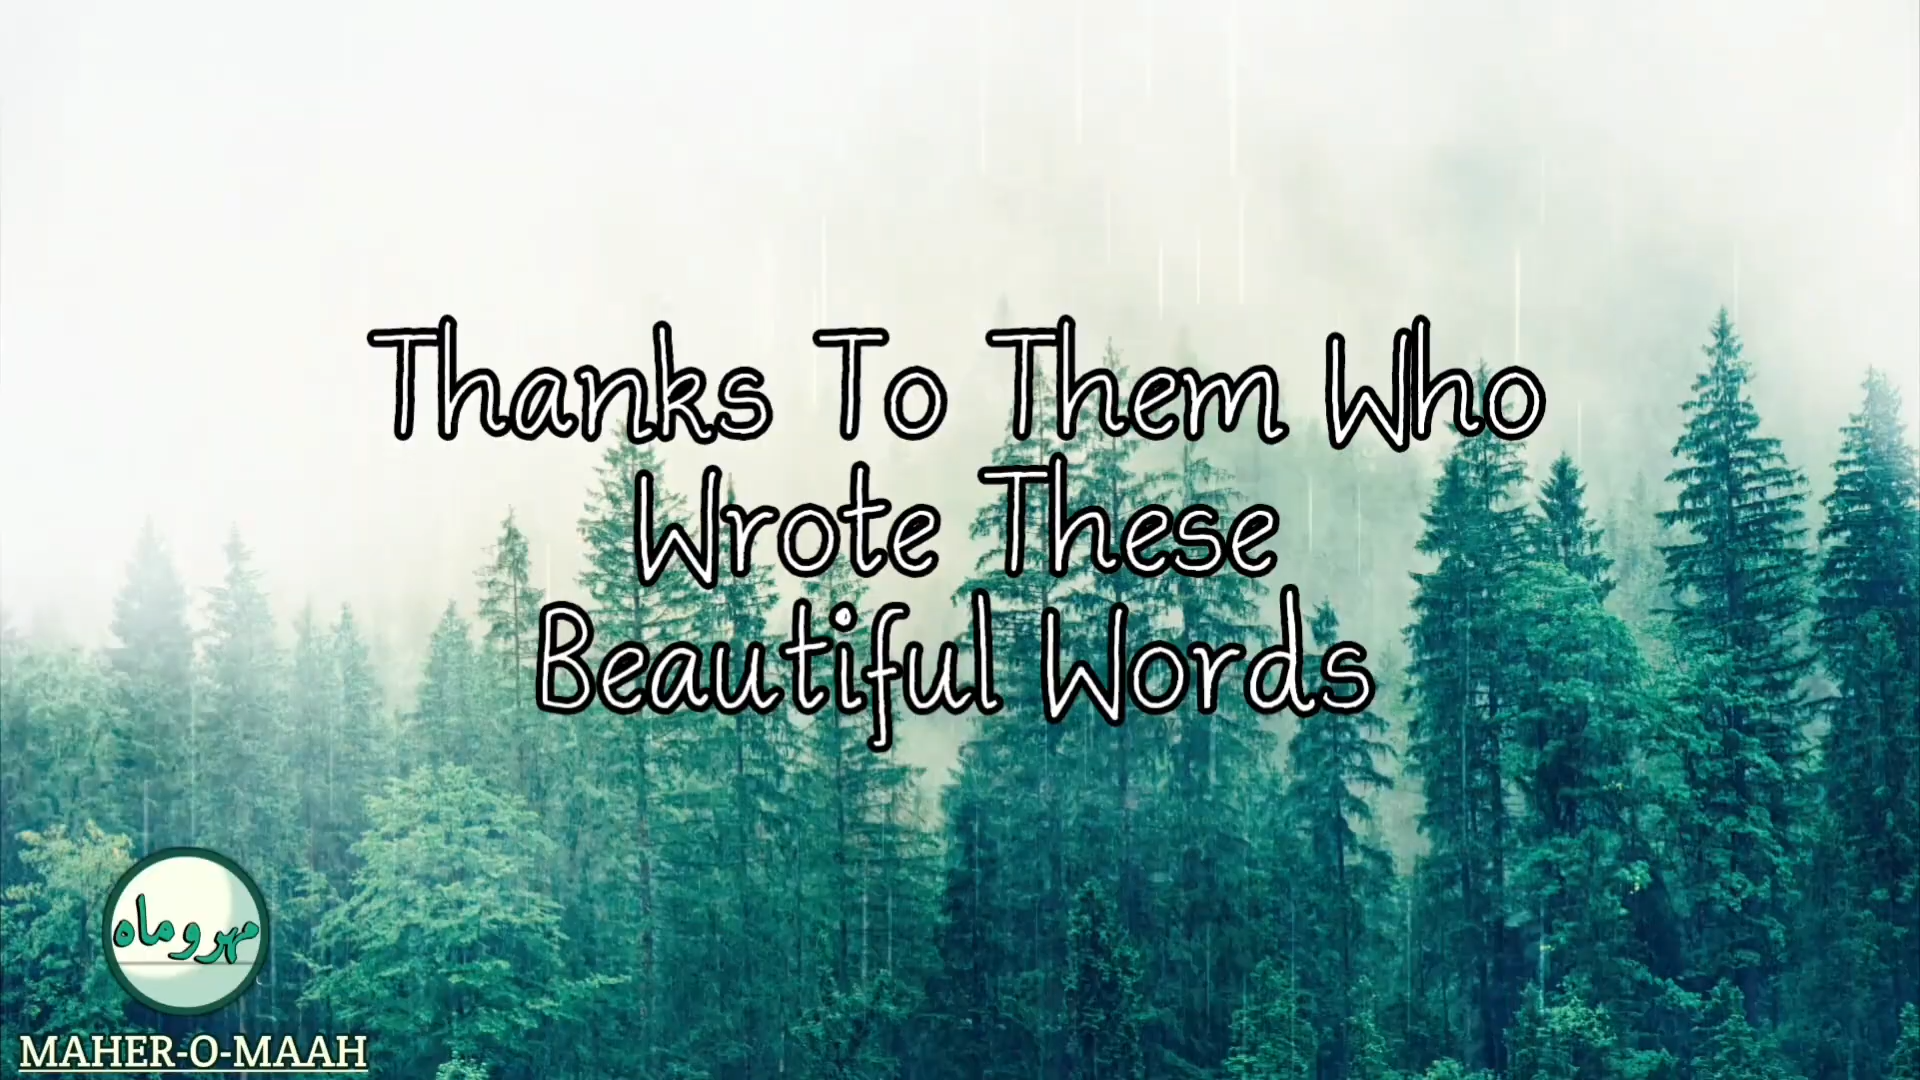 Thanks To Them Who
Wrote These
Beautiful Words
مہر و ماہ
MAHER-O-MAAH